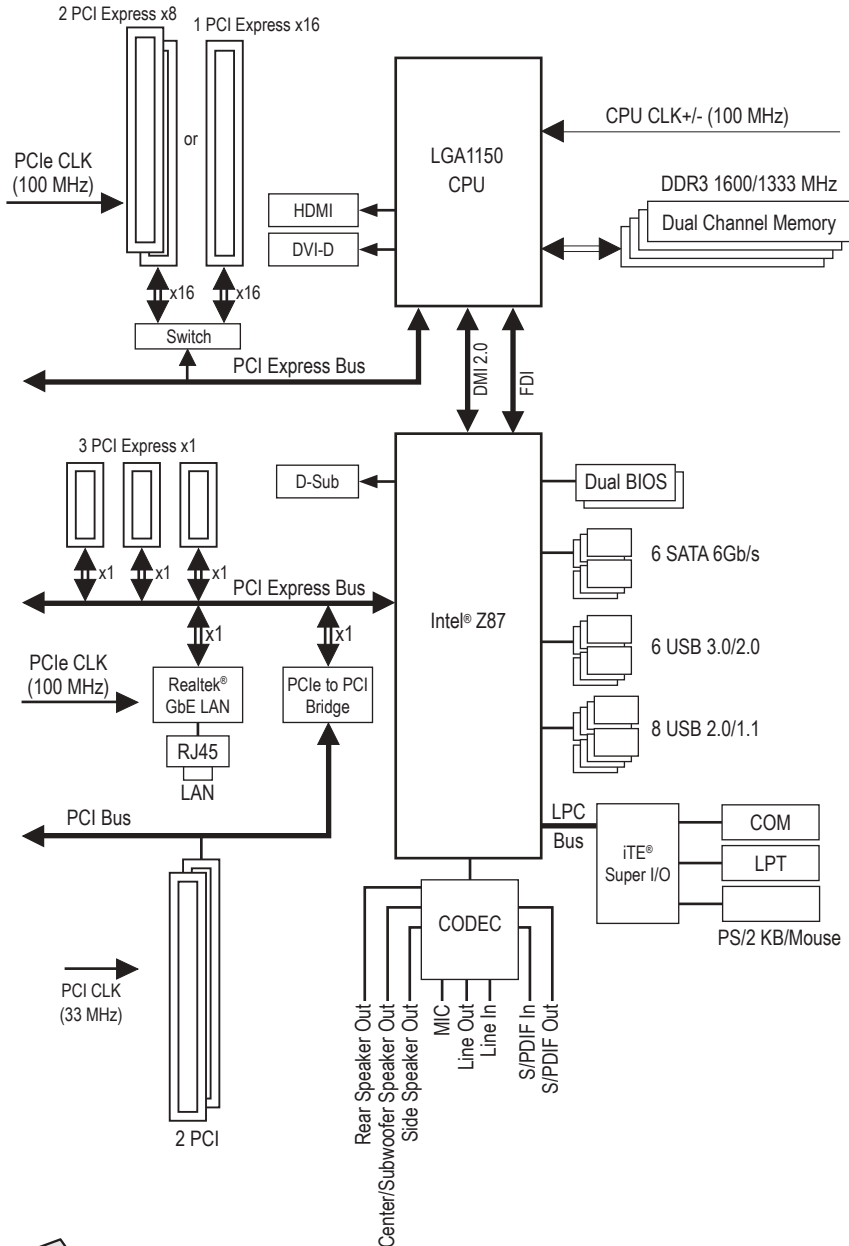 2 PCI Express x8
1 PCI Express x16
or
PCIe CLK
(100 MHz)
x16
x16
Switch
PCI Express Bus
LGA1150
CPU
CPU CLK+/- (100 MHz)
DDR3 1600/1333 MHz
Dual Channel Memory
HDMI
DVI-D
DMI 2.0
FDI
3 PCI Express x1
x1
x1
x1
PCI Express Bus
D-Sub
Intel® Z87
Dual BIOS
6 SATA 6Gb/s
6 USB 3.0/2.0
8 USB 2.0/1.1
x1
x1
PCIe CLK
(100 MHz)
Realtek®
GbE LAN
PCIe to PCI
Bridge
RJ45
LAN
PCI Bus
LPC
Bus
iTE®
Super I/O
COM
LPT
PS/2 KB/Mouse
CODEC
PCI CLK
(33 MHz)
2 PCI
Rear Speaker Out
Center/Subwoofer Speaker Out
Side Speaker Out
MIC
Line Out
Line In
S/PDIF In
S/PDIF Out